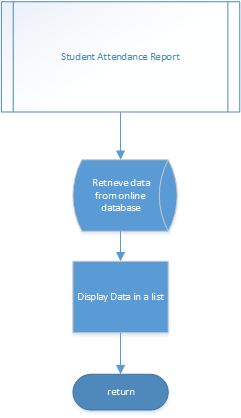 Student Attendance Report
Retrieve data
from online
database
Display Data in a list
return